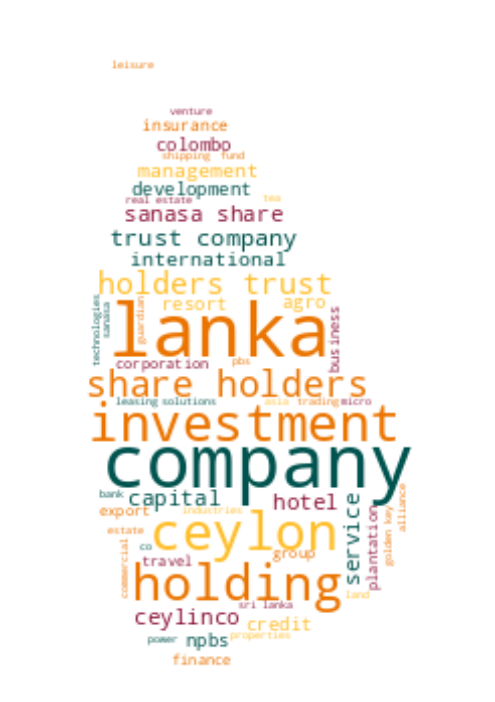 leisure
venture
insurance
colombo
shipping fund
management
development
real estate tea
sanasa share
trust company
international
holders trust
technologies sanasa guardian resort agro
lanka business
corporation pbs
share holders
leasing solutions asia trading micro
investment
company
bank capital hotel service alliance
export industries
estate ceylon plantation golden key
commercial co group
travel
holding land
sri lanka
ceylinco credit
power npbs properties
finance